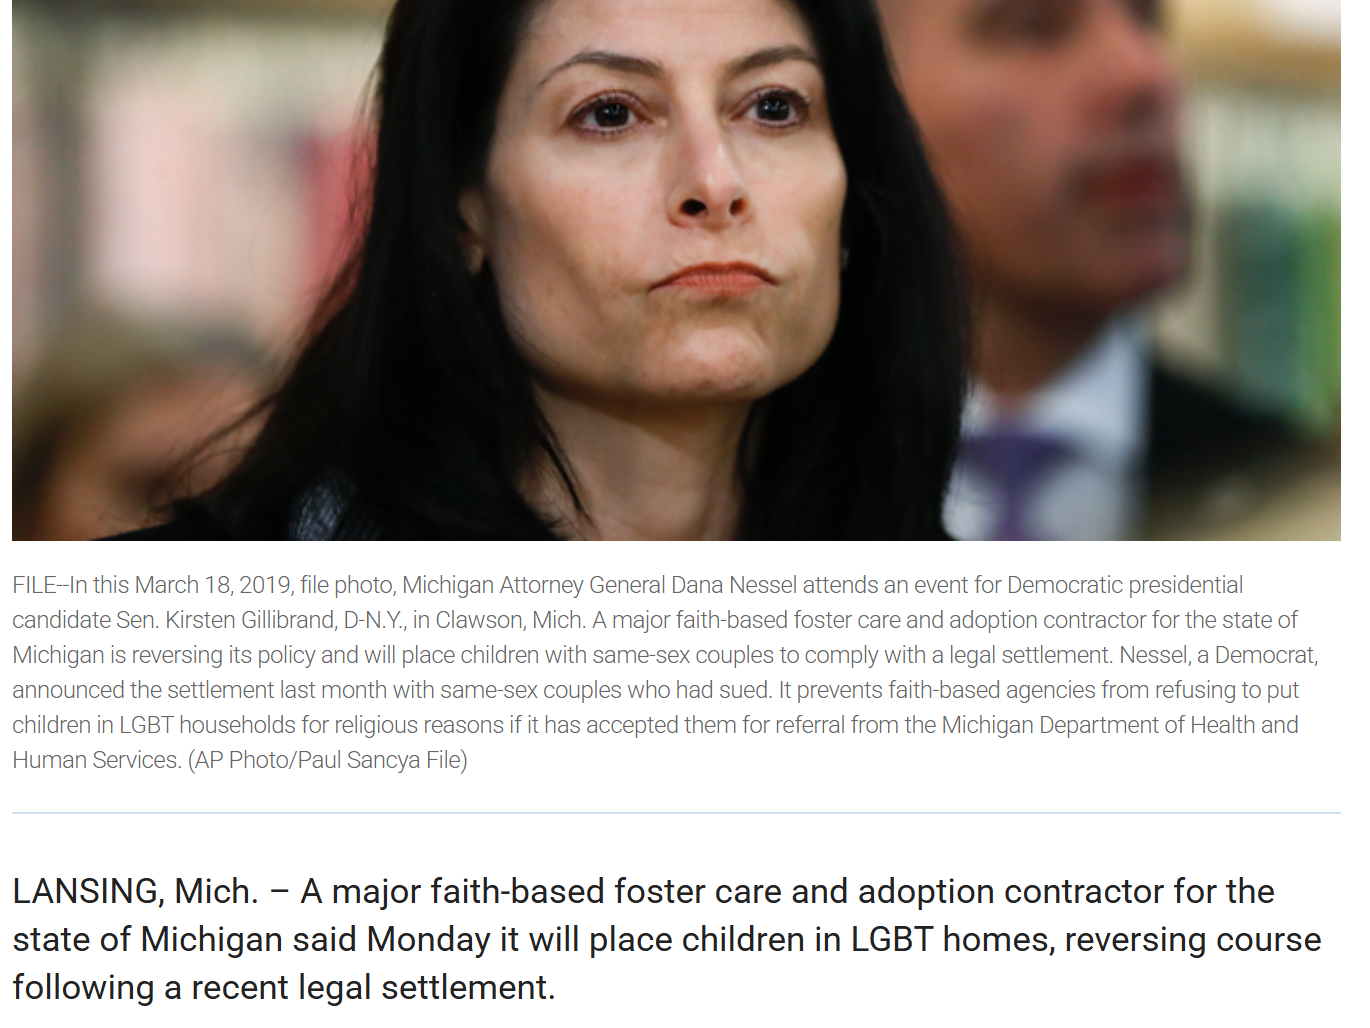 FILE--In this March 18, 2019, file photo, Michigan Attorney General Dana Nessel attends an event for Democratic presidential
candidate Sen. Kirsten Gillibrand, D-N.Y., in Clawson, Mich. A major faith-based foster care and adoption contractor for the state of
Michigan is reversing its policy and will place children with same-sex couples to comply with a legal settlement. Nessel, a Democrat,
announced the settlement last month with same-sex couples who had sued. It prevents faith-based agencies from refusing to put
children in LGBT households for religious reasons if it has accepted them for referral from the Michigan Department of Health and
Human Services. (AP Photo/Paul Sancya File)
LANSING, Mich. – A major faith-based foster care and adoption contractor for the
state of Michigan said Monday it will place children in LGBT homes, reversing course
following a recent legal settlement.